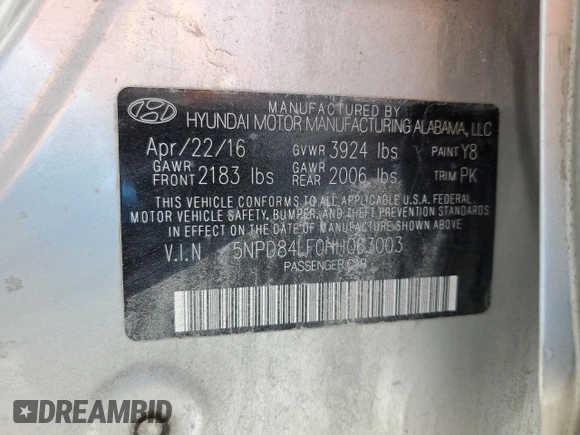 MANUFACTURED BY
HYUNDAI MOTOR MANUFACTURING ALABAMA, LLC
Apr/22/16 GVWR 3924 lbs PAINT Y8
GAWR FRONT 2183 lbs GAWR REAR 2006 lbs TRIM PK
THIS VEHICLE CONFORMS TO ALL APPLICABLE U.S.A. FEDERAL
MOTOR VEHICLE SAFETY, BUMPER, AND THEFT PREVENTION STANDARDS
IN EFFECT ON THE DATE OF MANUFACTURE SHOWN ABOVE
V.I.N 5NPD84LF0HH063003
PASSENGER CAR
DREAMBID